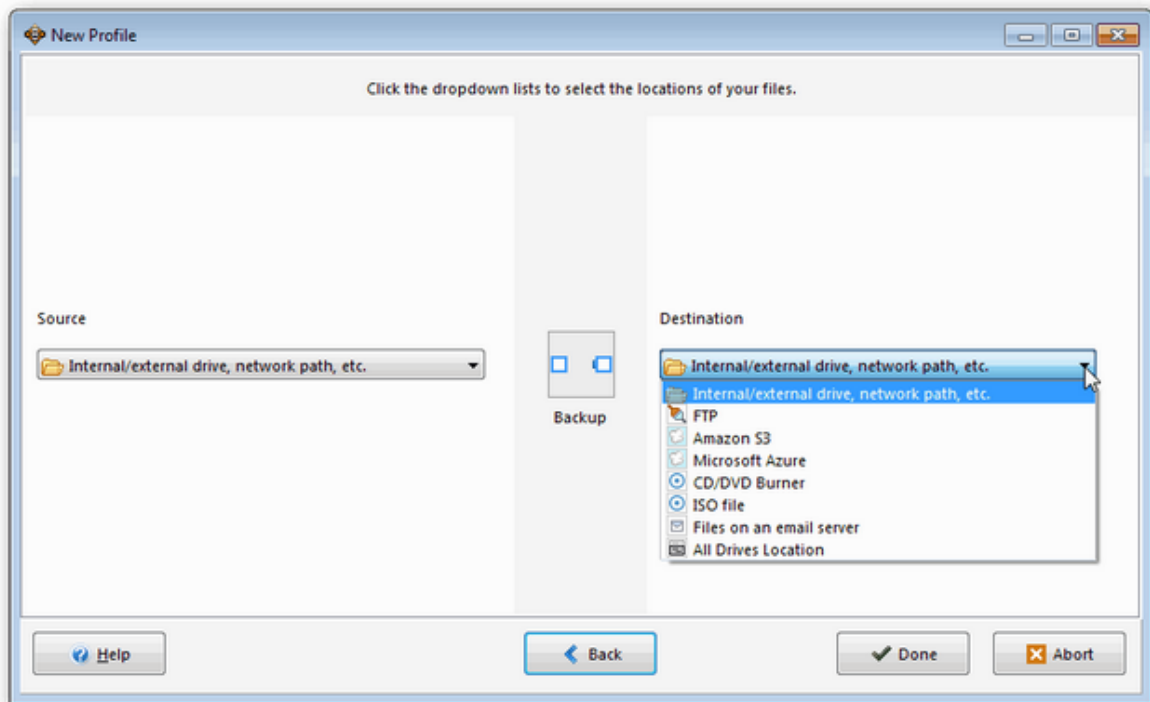 New Profile
Click the dropdown lists to select the locations of your files.
Source
Internal/external drive, network path, etc.
Backup
Destination
Internal/external drive, network path, etc.
Internal/external drive, network path, etc.
FTP
Amazon S3
Microsoft Azure
CD/DVD Burner
ISO file
Files on an email server
All Drives Location
Help
Back
Done
Abort